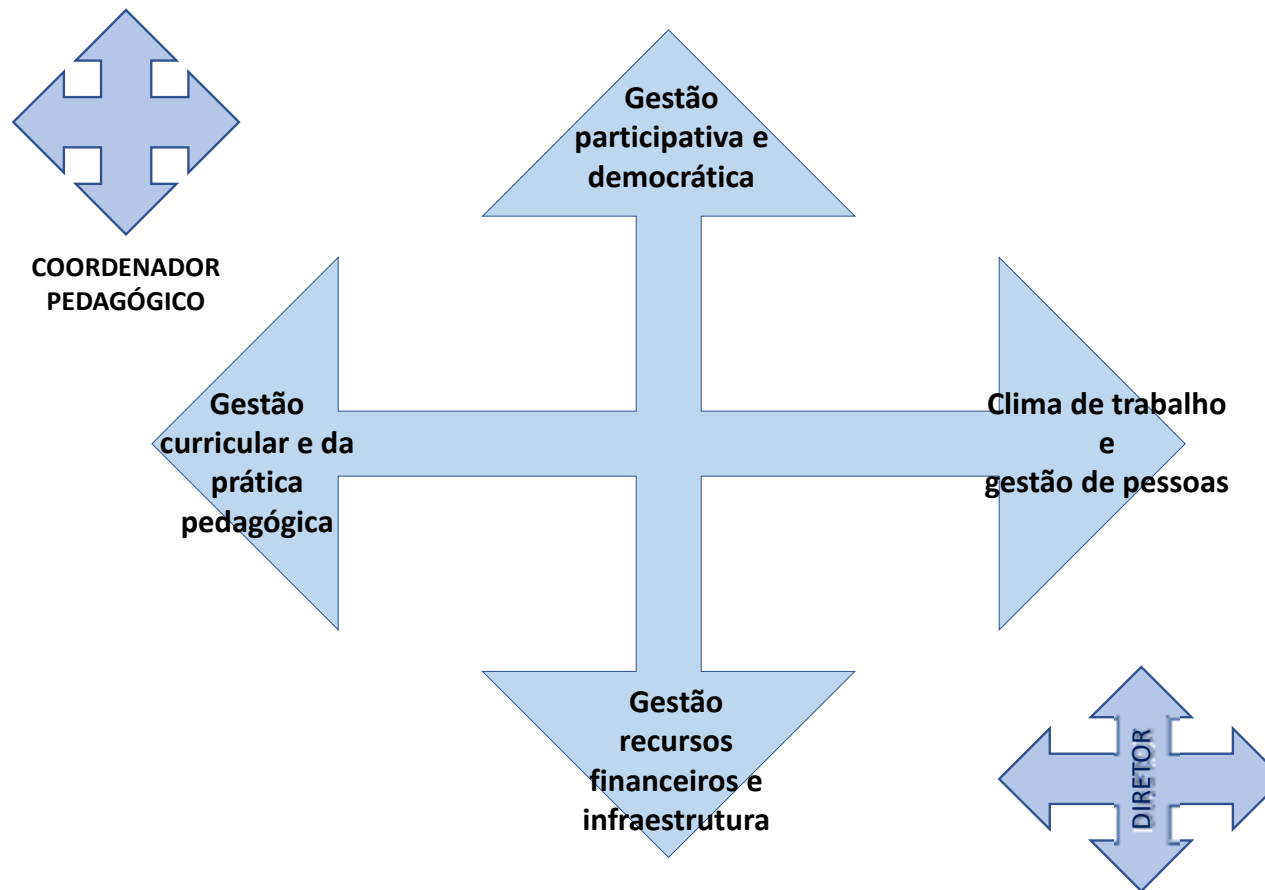 Gestão
participativa e
democrática
COORDENADOR
PEDAGÓGICO
Gestão
curricular e da
prática
pedagógica
Clima de trabalho
e
gestão de pessoas
Gestão
recursos
financeiros e
infraestrutura
DIRETOR